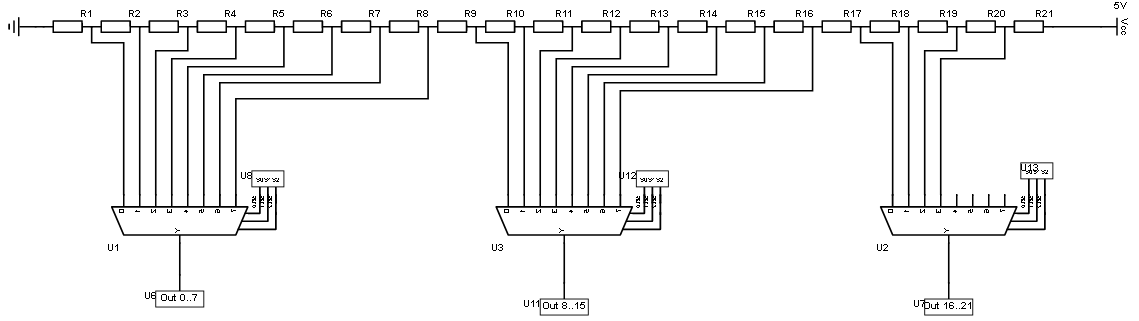 5V
R1 R2 R3 R4 R5 R6 R7 R8 R9 R10 R11 R12 R13 R14 R15 R16 R17 R18 R19 R20 R21
Vcc
U8 U12 U13
0 1 2 3 4 5 6 7 0 1 2 3 4 5 6 7 0 1 2 3 4 5 6 7
Y Y Y
U1 U3 U2
U6 Out 0..7
U11 Out 8..15
U7 Out 16..21